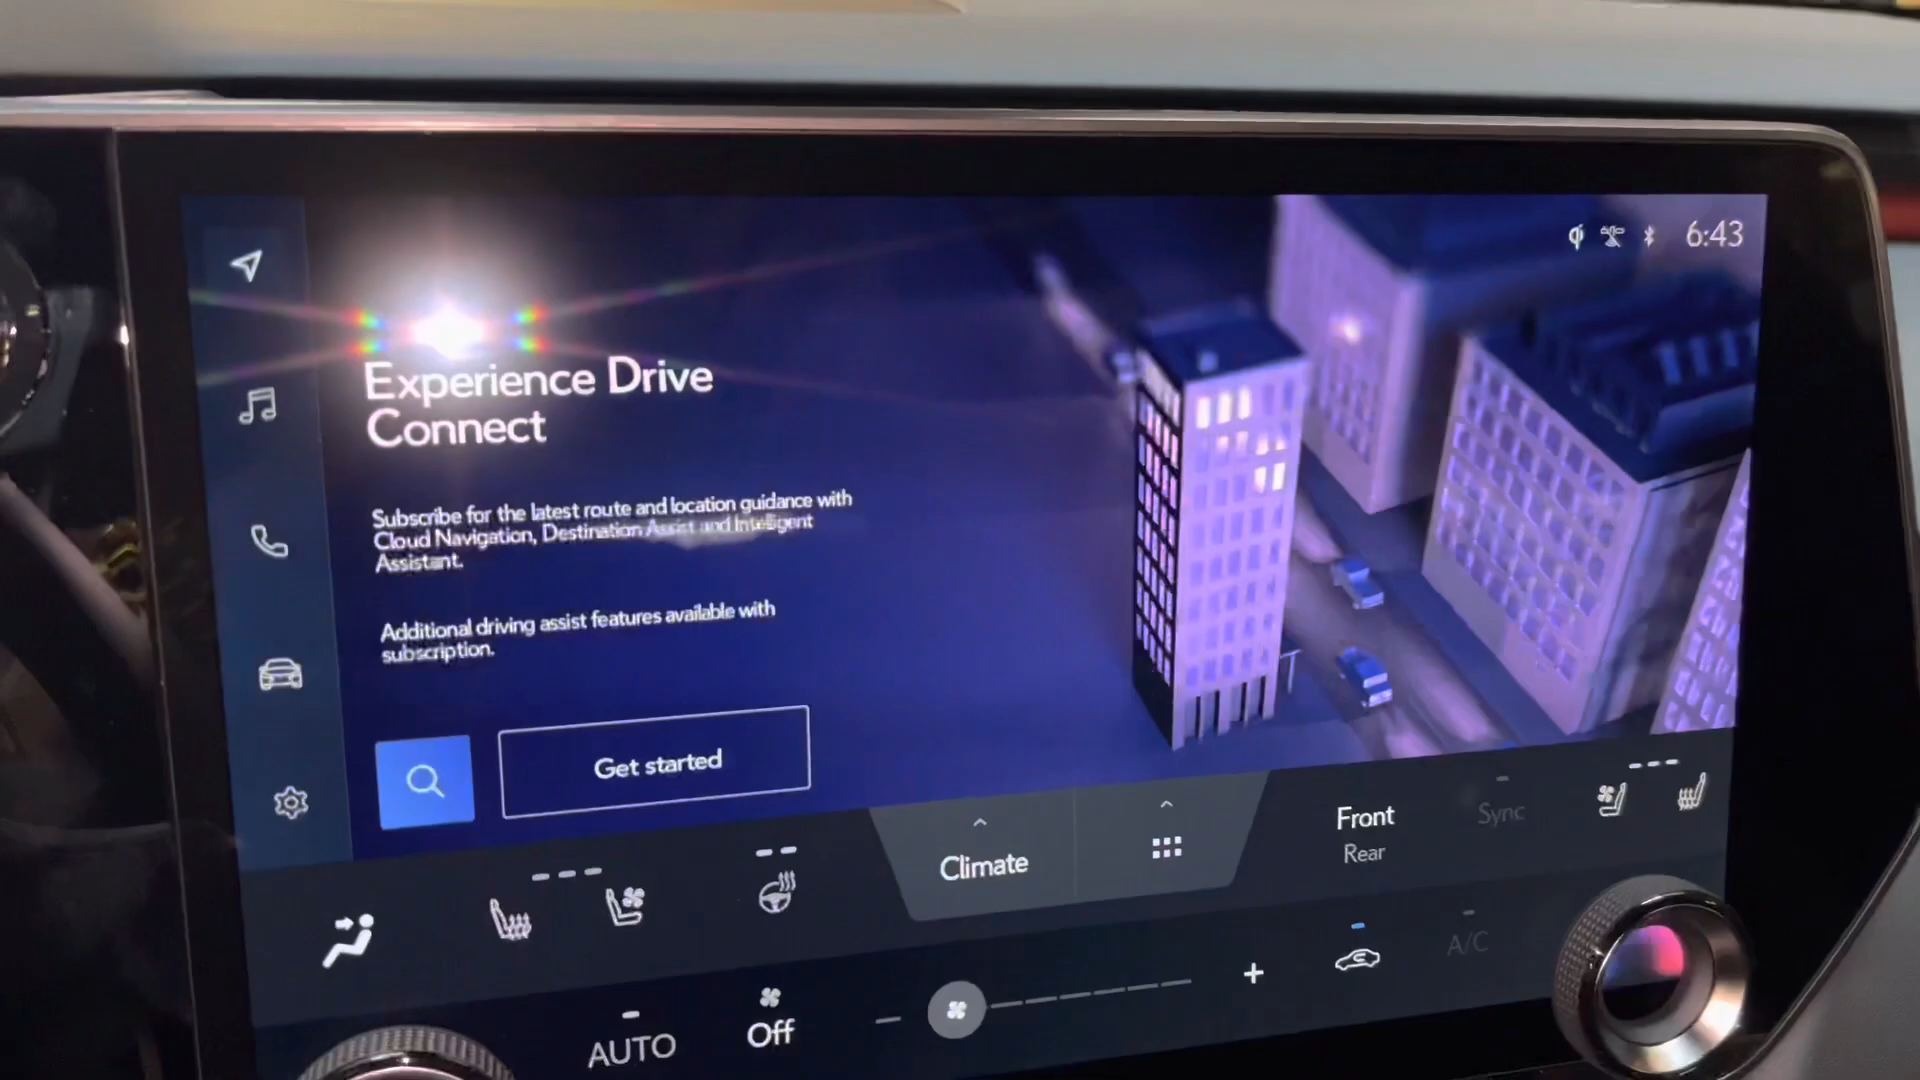 6:43
Experience Drive
Connect
Subscribe for the latest route and location guidance with
Cloud Navigation, Destination Assist and Intelligent
Assistant.
Additional driving assist features available with
subscription.
Get started
Climate
Front
Rear
Sync
AUTO
Off
A/C